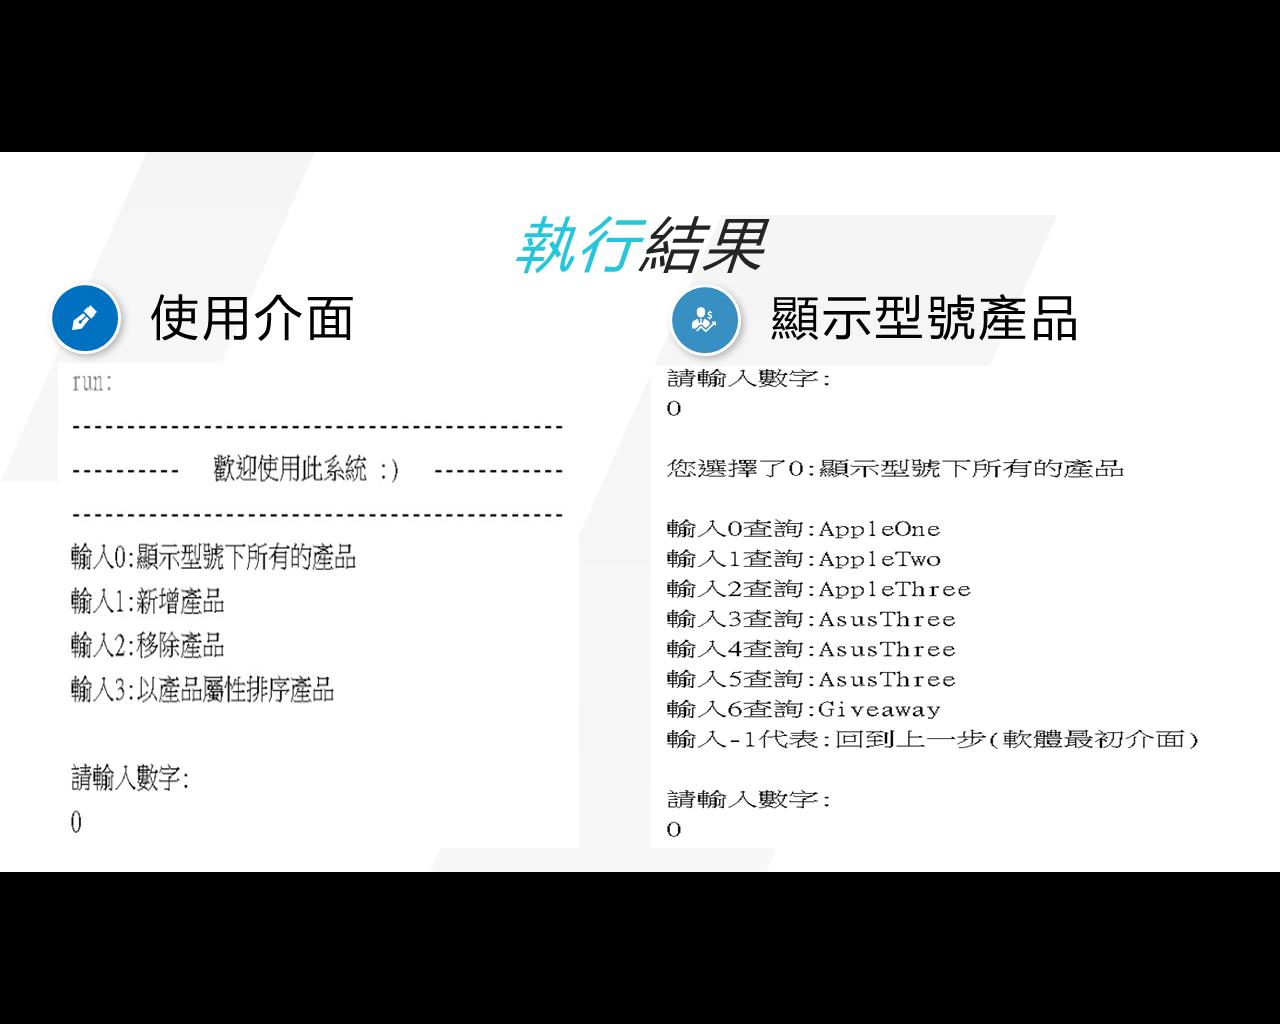 執行結果
使用介面
run:
---------------------------------------------
---------- 歡迎使用此系統 :) ------------
---------------------------------------------
輸入0:顯示型號下所有的產品
輸入1:新增產品
輸入2:移除產品
輸入3:以產品屬性排序產品
請輸入數字:
0
顯示型號產品
請輸入數字:
0
您選擇了0:顯示型號下所有的產品
輸入0查詢:AppleOne
輸入1查詢:AppleTwo
輸入2查詢:AppleThree
輸入3查詢:AsusThree
輸入4查詢:AsusThree
輸入5查詢:AsusThree
輸入6查詢:Giveaway
輸入-1代表:回到上一步(軟體最初介面)
請輸入數字:
0